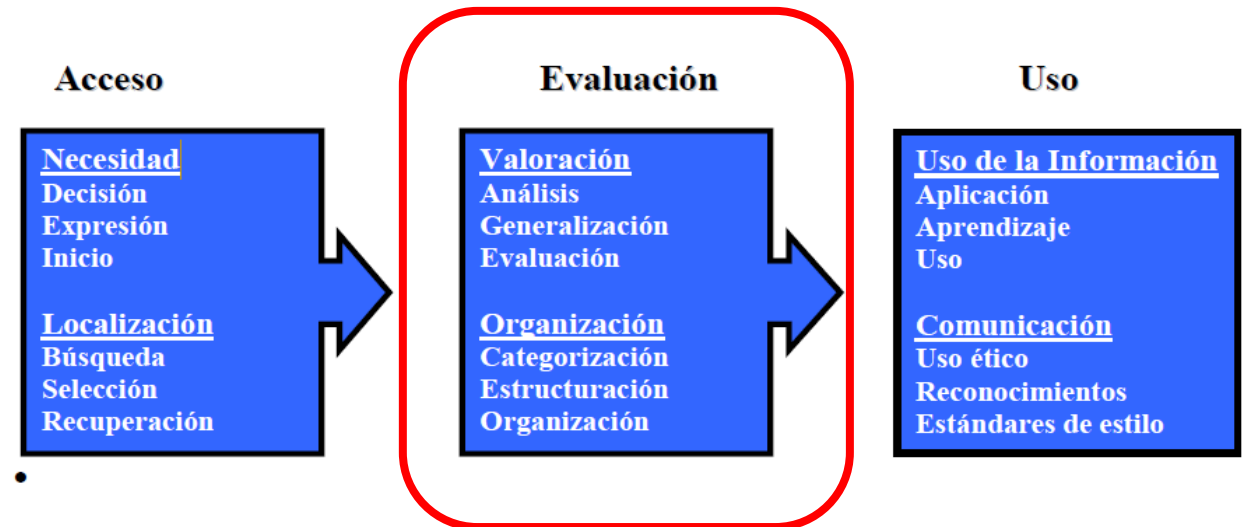 Acceso
Necesidad
Decisión
Expresión
Inicio
Localización
Búsqueda
Selección
Recuperación
Evaluación
Valoración
Análisis
Generalización
Evaluación
Organización
Categorización
Estructuración
Organización
Uso
Uso de la Información
Aplicación
Aprendizaje
Uso
Comunicación
Uso ético
Reconocimientos
Estándares de estilo